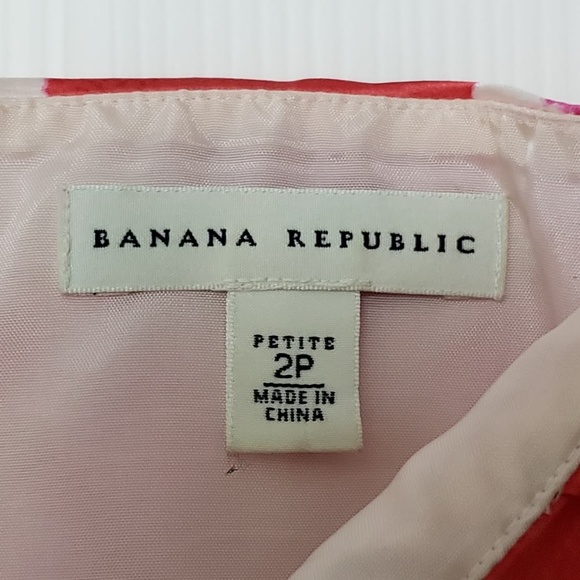 BANANA REPUBLIC
PETITE
2P
MADE IN
CHINA